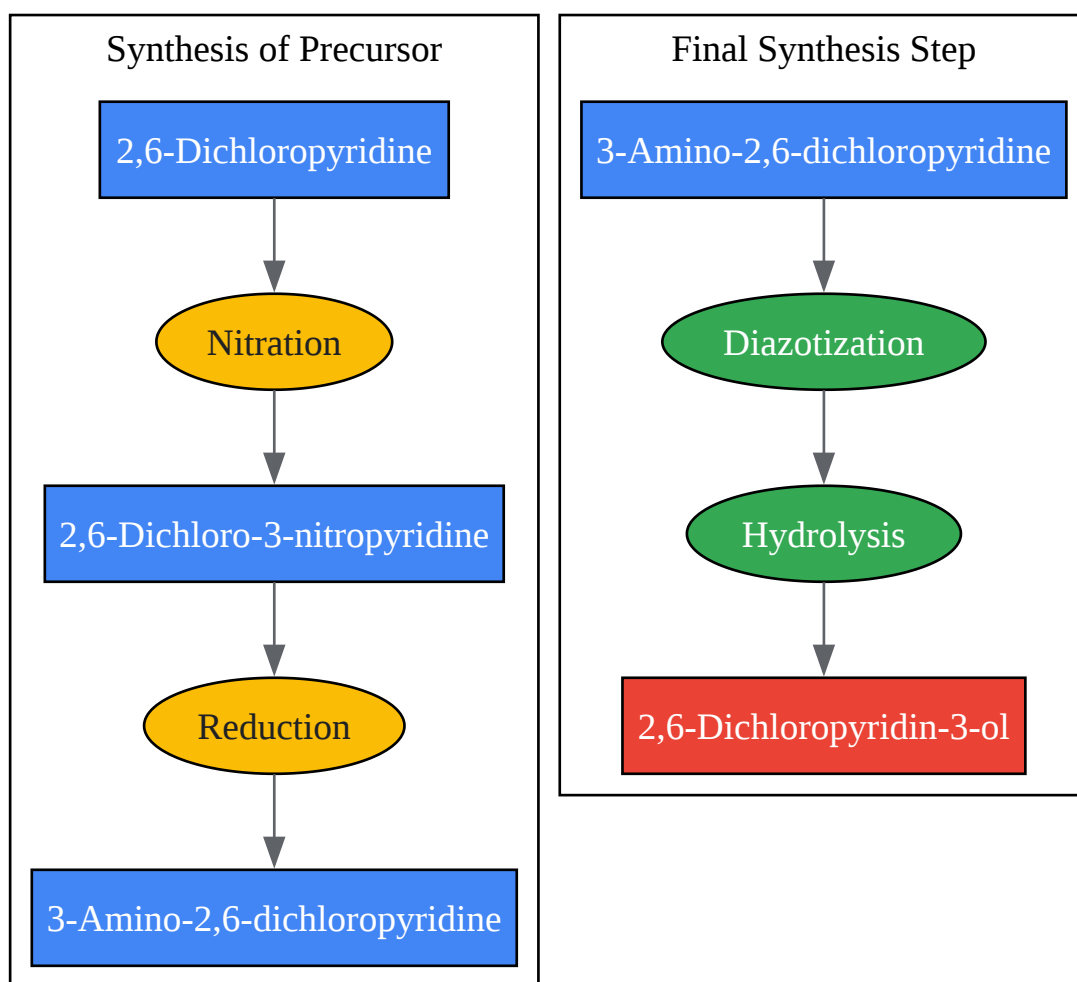 Synthesis of Precursor
2,6-Dichloropyridine
Nitration
2,6-Dichloro-3-nitropyridine
Reduction
3-Amino-2,6-dichloropyridine
Final Synthesis Step
3-Amino-2,6-dichloropyridine
Diazotization
Hydrolysis
2,6-Dichloropyridin-3-ol